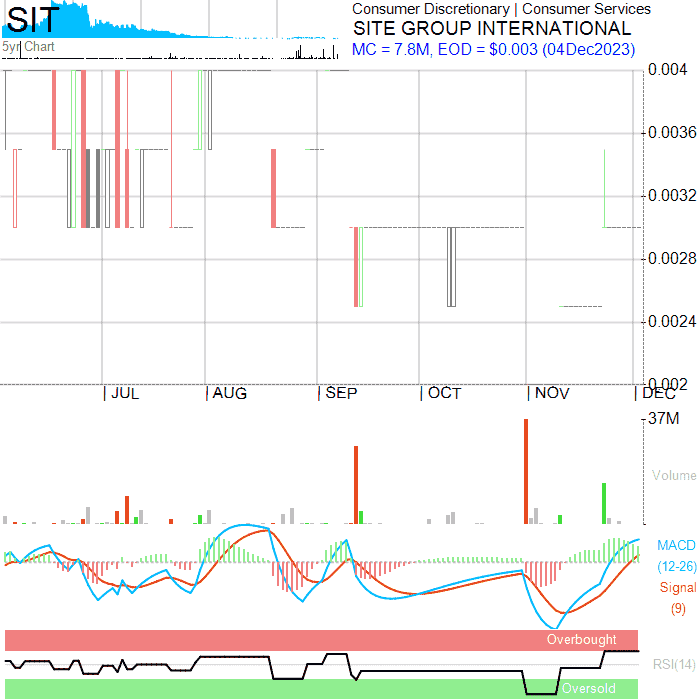 SIT
Consumer Discretionary | Consumer Services
SITE GROUP INTERNATIONAL
MC = 7.8M, EOD = $0.003 (04Dec2023)
5yr Chart
0.004
0.0036
0.0032
0.0028
0.0024
0.002
| JUL | AUG | SEP | OCT | NOV | DEC
37M
Volume
MACD
(12-26)
Signal
(9)
Overbought
RSI(14)
Oversold